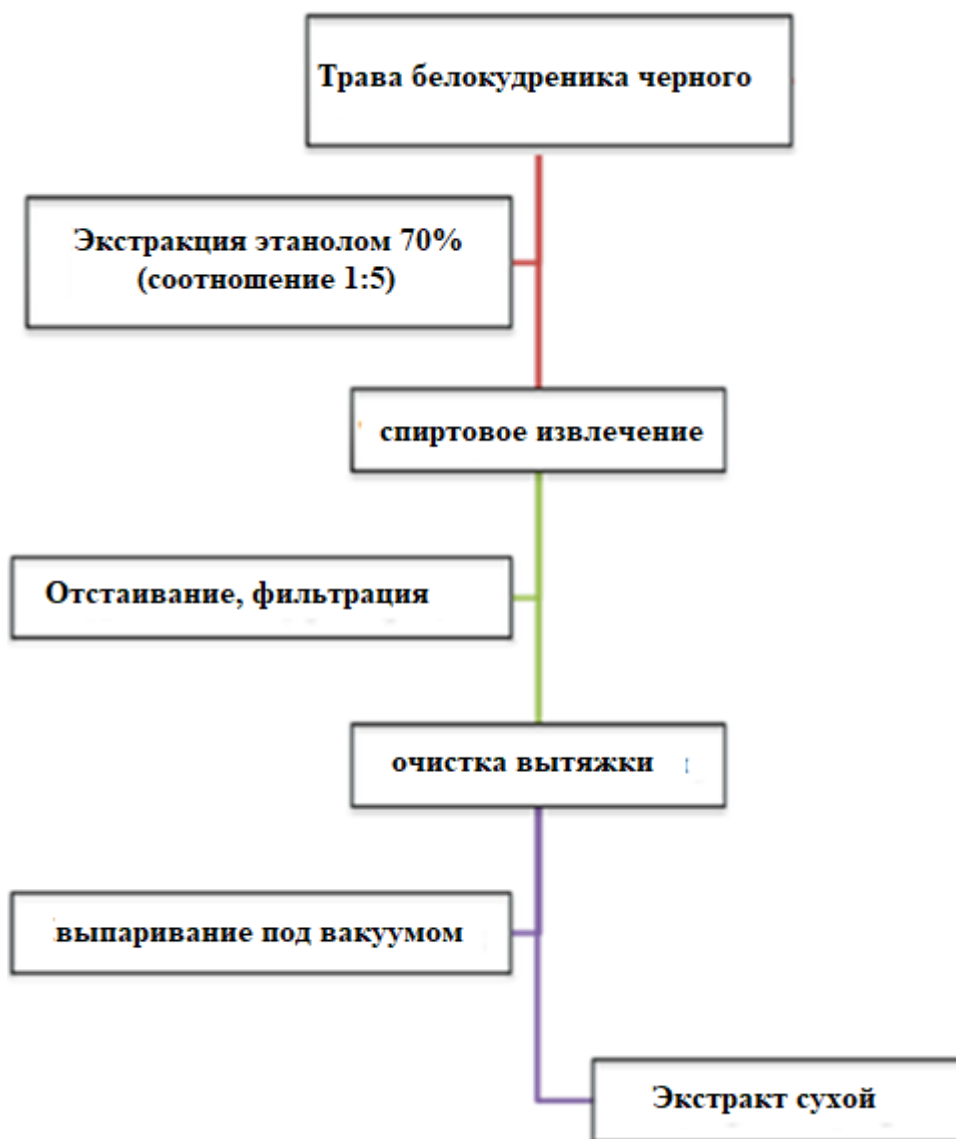 Трава белокудреника черного
Экстракция этанолом 70%
(соотношение 1:5)
спиртовое извлечение
Отстаивание, фильтрация
очистка вытяжки
выпаривание под вакуумом
Экстракт сухой